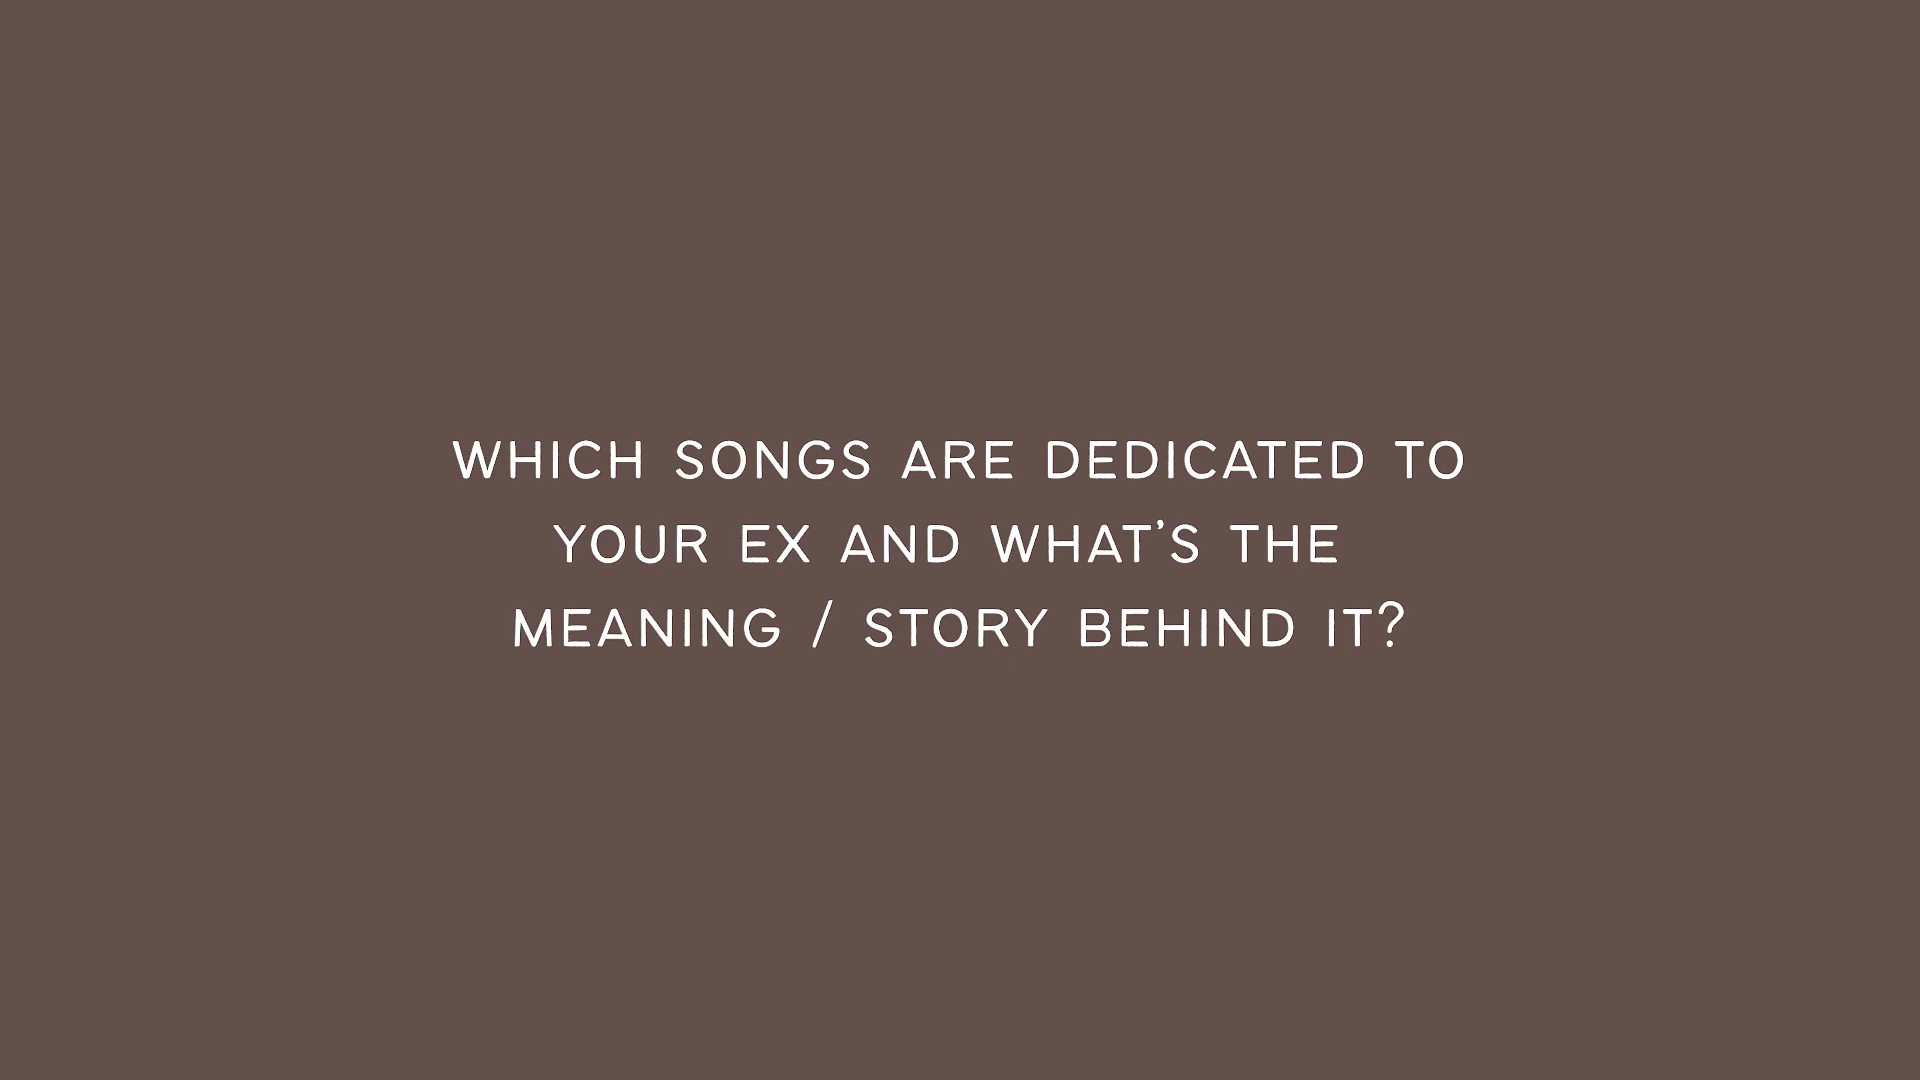 WHICH SONGS ARE DEDICATED TO
YOUR EX AND WHAT'S THE
MEANING / STORY BEHIND IT?